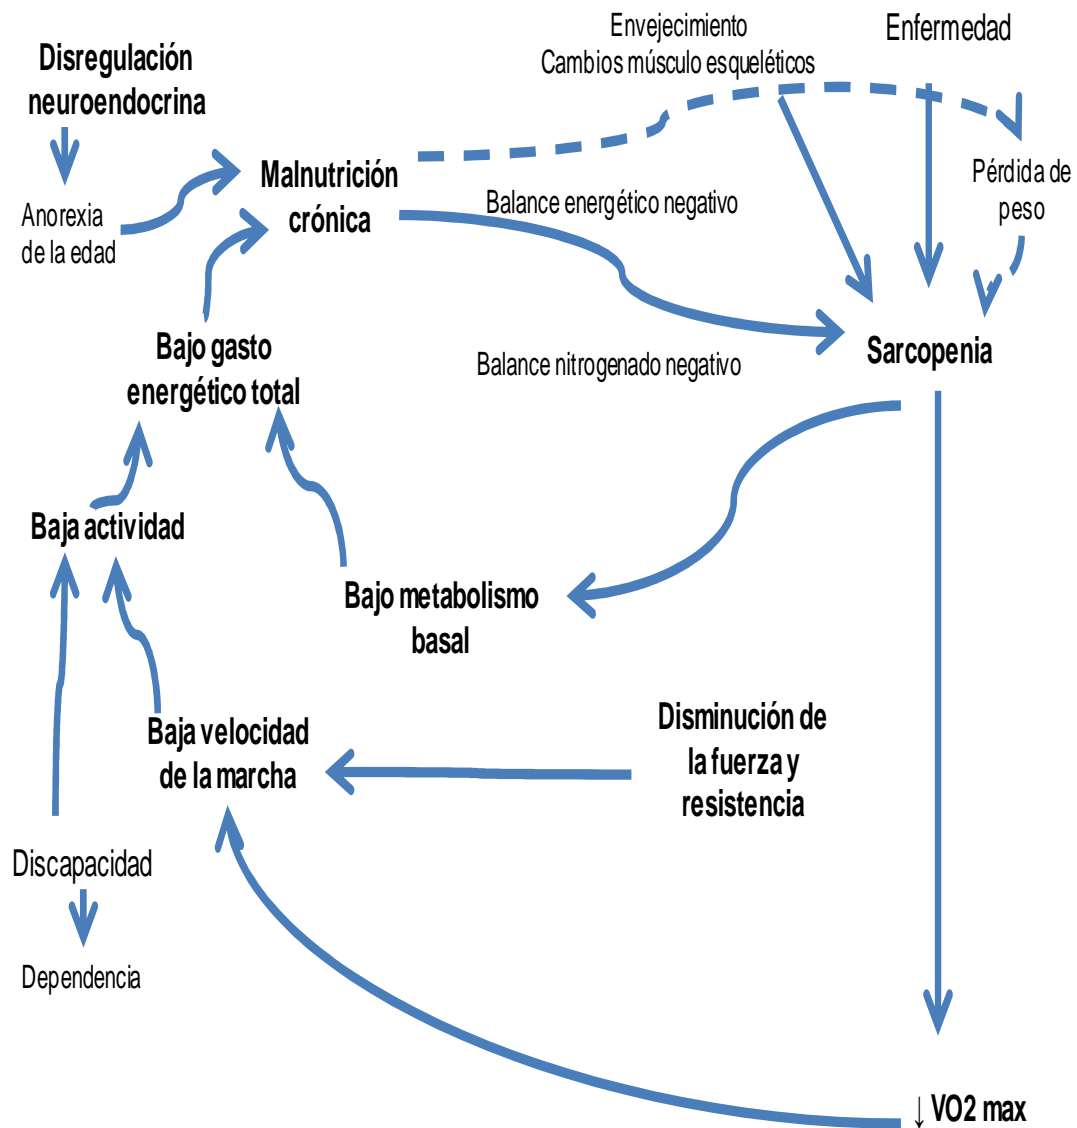 Envejecimiento
Cambios músculo esqueléticos
Enfermedad
Disregulación
neuroendocrina
Malnutrición
crónica
Pérdida de
peso
Anorexia
de la edad
Balance energético negativo
Bajo gasto
energético total
Balance nitrogenado negativo
Sarcopenia
Baja actividad
Bajo metabolismo
basal
Baja velocidad
de la marcha
Disminución de
la fuerza y
resistencia
Discapacidad
Dependencia
↓ VO2 max